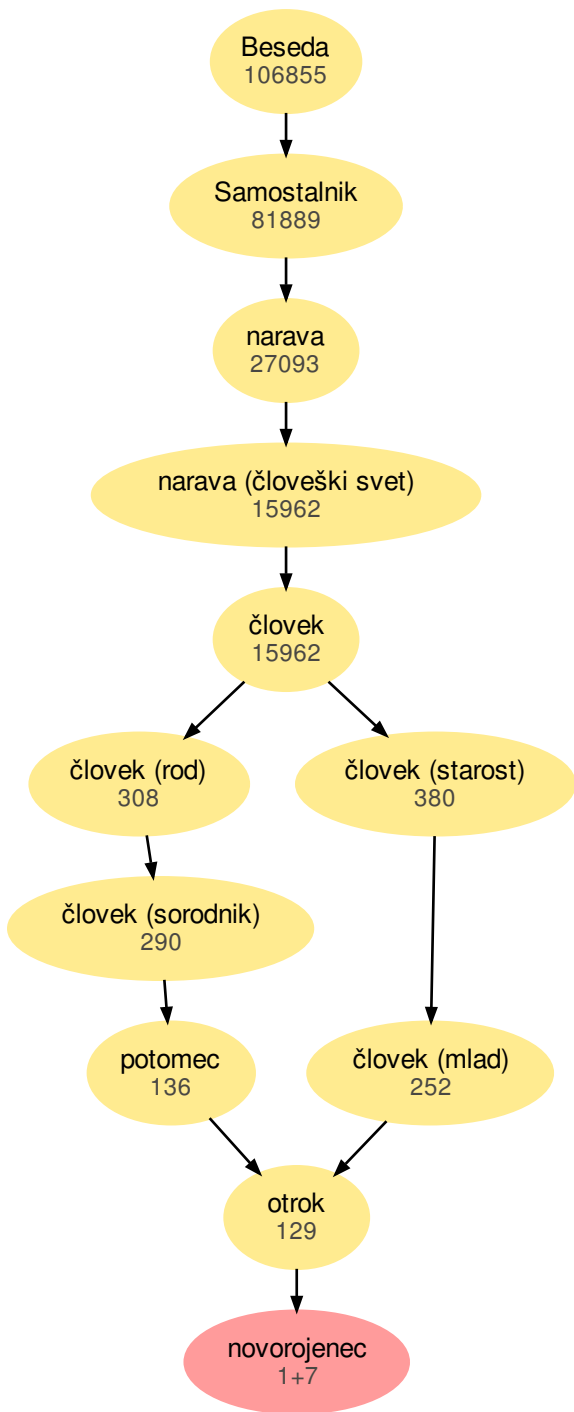 Beseda
106855
Samostalnik
81889
narava
27093
narava (človeški svet)
15962
človek
15962
človek (rod)
308
človek (starost)
380
človek (sorodnik)
290
potomec
136
človek (mlad)
252
otrok
129
novorojenec
1+7